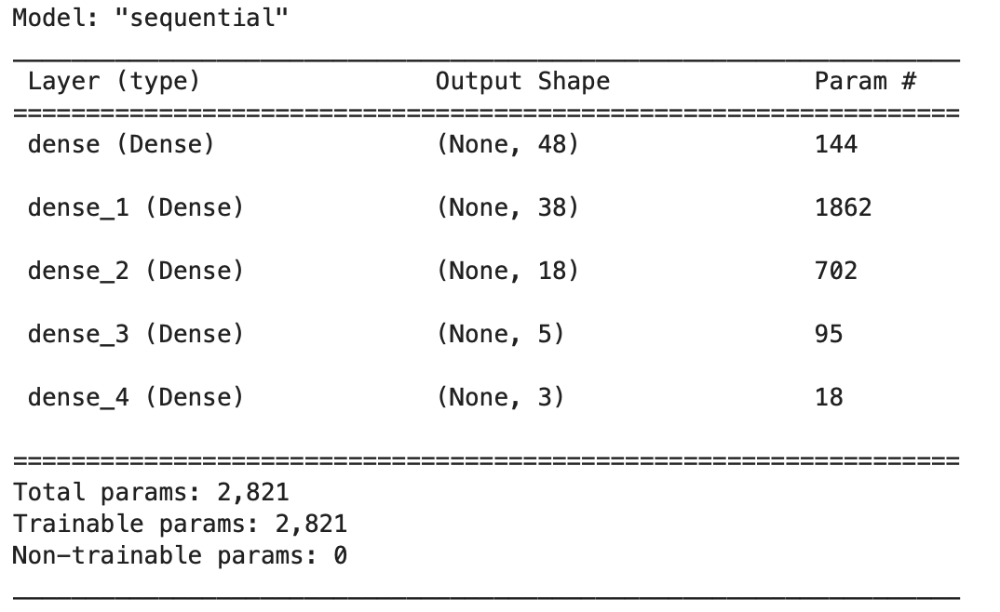 Model: "sequential"
Layer (type) Output Shape Param #
dense (Dense) (None, 48) 144
dense_1 (Dense) (None, 38) 1862
dense_2 (Dense) (None, 18) 702
dense_3 (Dense) (None, 5) 95
dense_4 (Dense) (None, 3) 18
Total params: 2,821
Trainable params: 2,821
Non-trainable params: 0